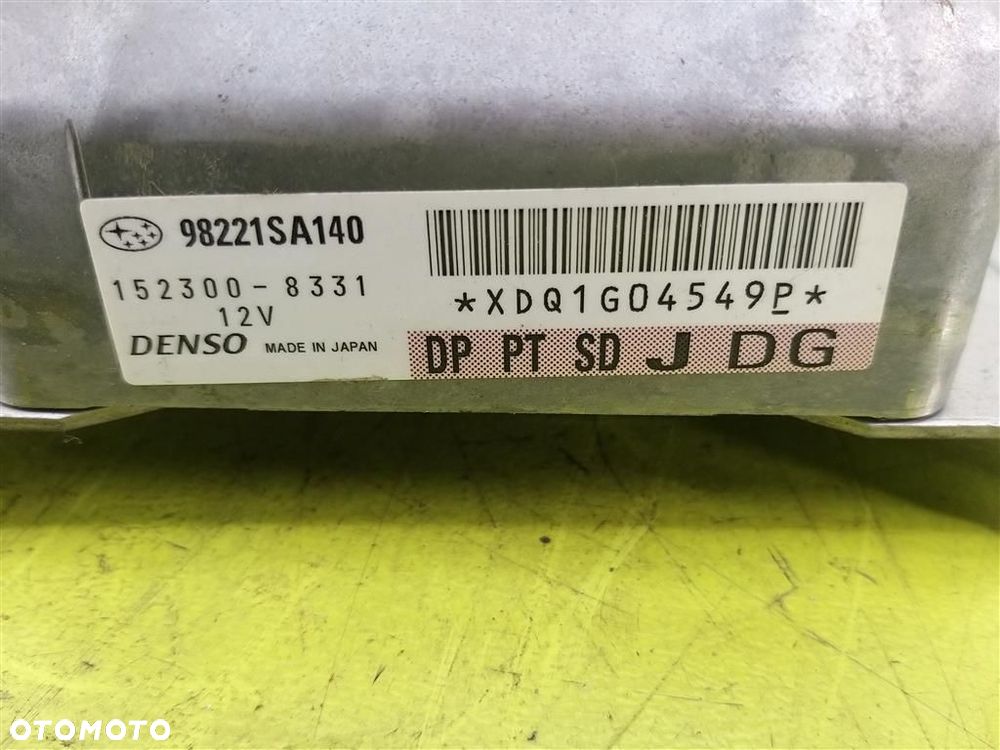 98221SA140
152300-8331
12V
DENSO MADE IN JAPAN
*XDQ1G04549P*
DP PT SD J DG
OTOMOTO